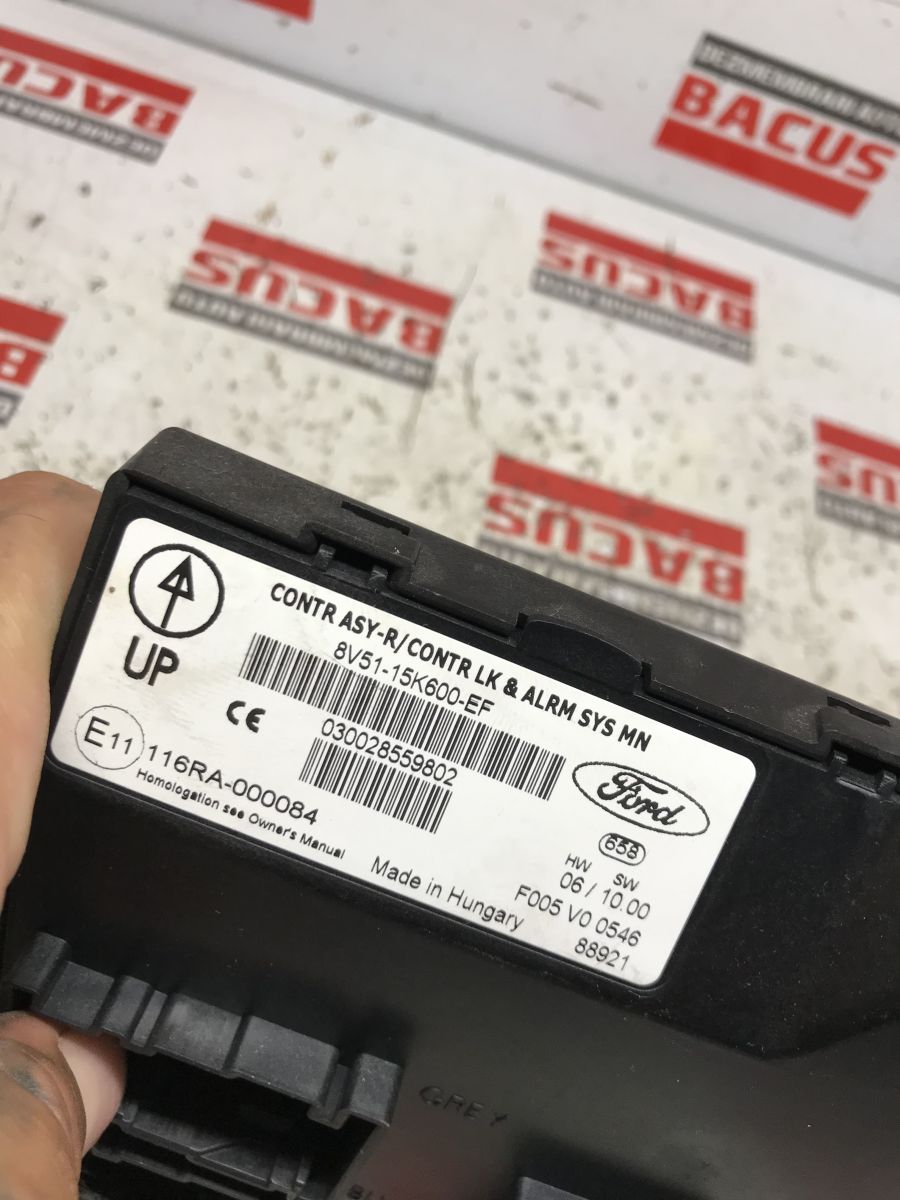 BACUS
BACUS
BACUS
BACUS
BACUS
UP
CONTR ASY-R/CONTR LK & ALRM SYS MN
8V51-15K600-EF
CE
030028559802
E11
116RA-000084
Homologation see Owner's Manual
Made in Hungary
Ford
658
HW SW
06 / 10.00
F005 V0 0546
88921
GREY